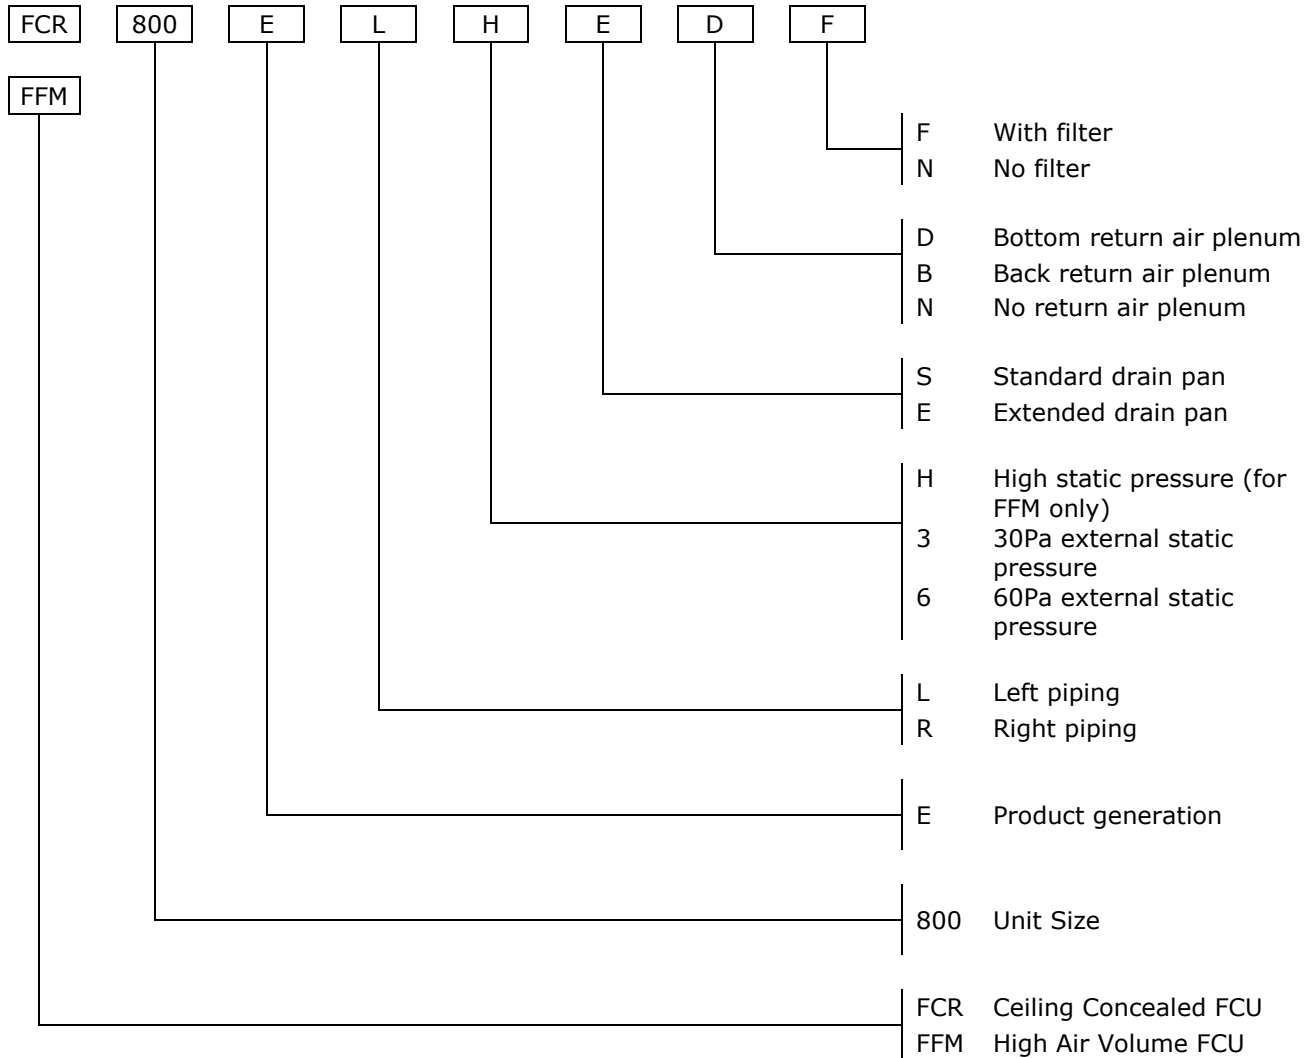 FCR 800 E L H E D F
FFM
F With filter
N No filter
D Bottom return air plenum
B Back return air plenum
N No return air plenum
S Standard drain pan
E Extended drain pan
H High static pressure (for
FFM only)
3 30Pa external static
pressure
6 60Pa external static
pressure
L Left piping
R Right piping
E Product generation
800 Unit Size
FCR Ceiling Concealed FCU
FFM High Air Volume FCU